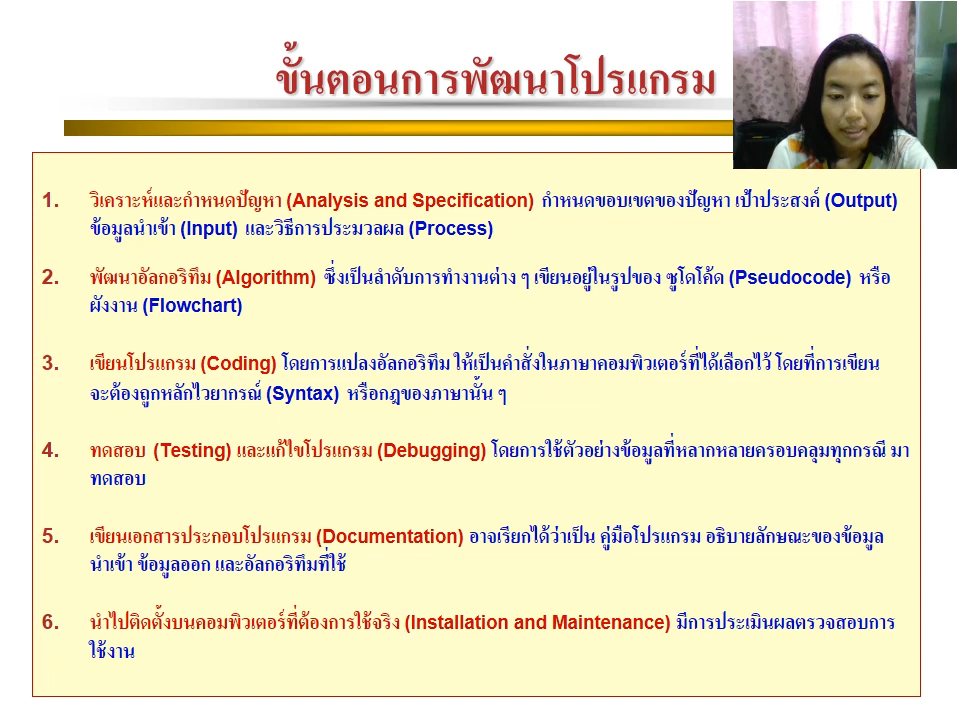 ขั้นตอนการพัฒนาโปรแกรม
1. วิเคราะห์และกำหนดปัญหา (Analysis and Specification) กำหนดขอบเขตของปัญหา เป้าประสงค์ (Output)
ข้อมูลนำเข้า (Input) และวิธีการประมวลผล (Process)
2. พัฒนาอัลกอริทึม (Algorithm) ซึ่งเป็นลำดับการทำงานต่าง ๆ เขียนอยู่ในรูปของ ซูโดโค้ด (Pseudocode) หรือ
ผังงาน (Flowchart)
3. เขียนโปรแกรม (Coding) โดยการแปลงอัลกอริทึม ให้เป็นคำสั่งในภาษาคอมพิวเตอร์ที่ได้เลือกไว้ โดยที่การเขียน
จะต้องถูกหลักไวยากรณ์ (Syntax) หรือกฎของภาษานั้น ๆ
4. ทดสอบ (Testing) และแก้ไขโปรแกรม (Debugging) โดยการใช้ตัวอย่างข้อมูลที่หลากหลายครอบคลุมทุกกรณี มา
ทดสอบ
5. เขียนเอกสารประกอบโปรแกรม (Documentation) อาจเรียกได้ว่าเป็น คู่มือโปรแกรม อธิบายลักษณะของข้อมูล
นำเข้า ข้อมูลออก และอัลกอริทึมที่ใช้
6. นำไปติดตั้งบนคอมพิวเตอร์ที่ต้องการใช้จริง (Installation and Maintenance) มีการประเมินผลตรวจสอบการ
ใช้งาน